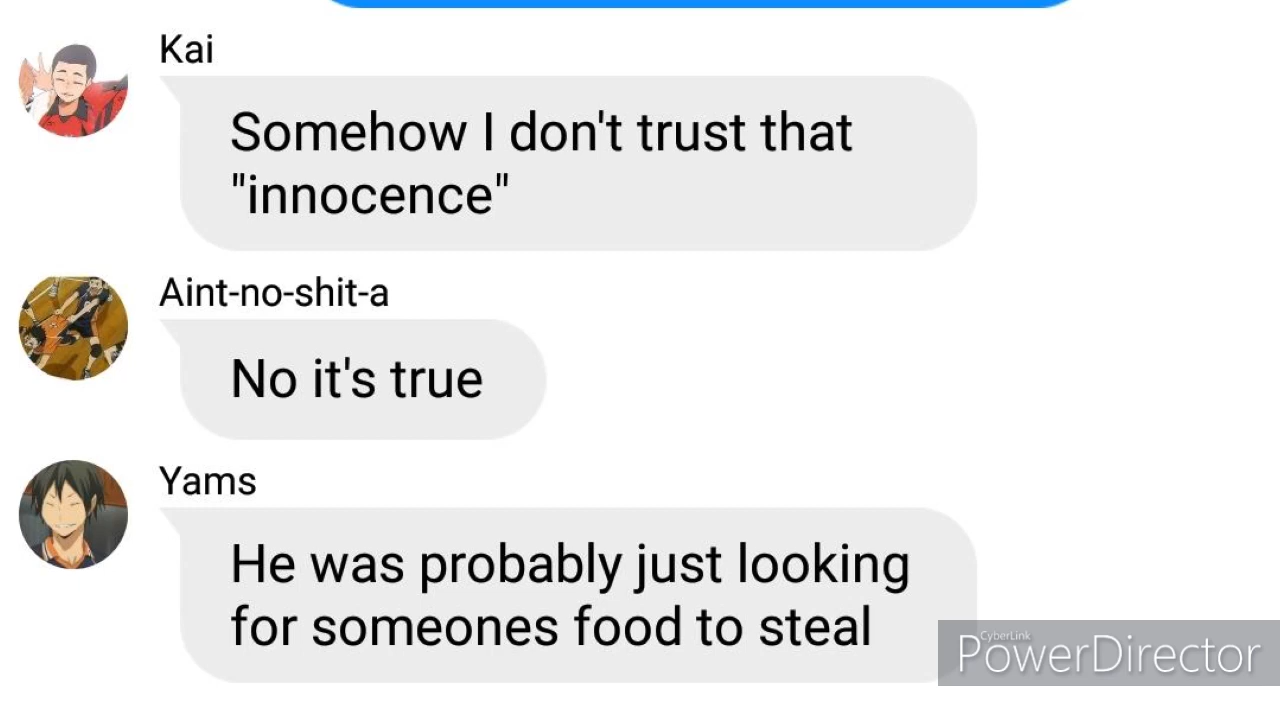 Kai
Somehow I don't trust that
"innocence"
Aint-no-shit-a
No it's true
Yams
He was probably just looking
for someones food to steal
CyberLink
PowerDirector